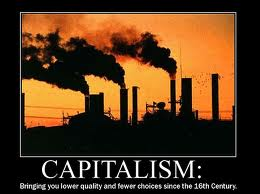 CAPITALISM:
Bringing you lower quality and fewer choices since the 16th Century.